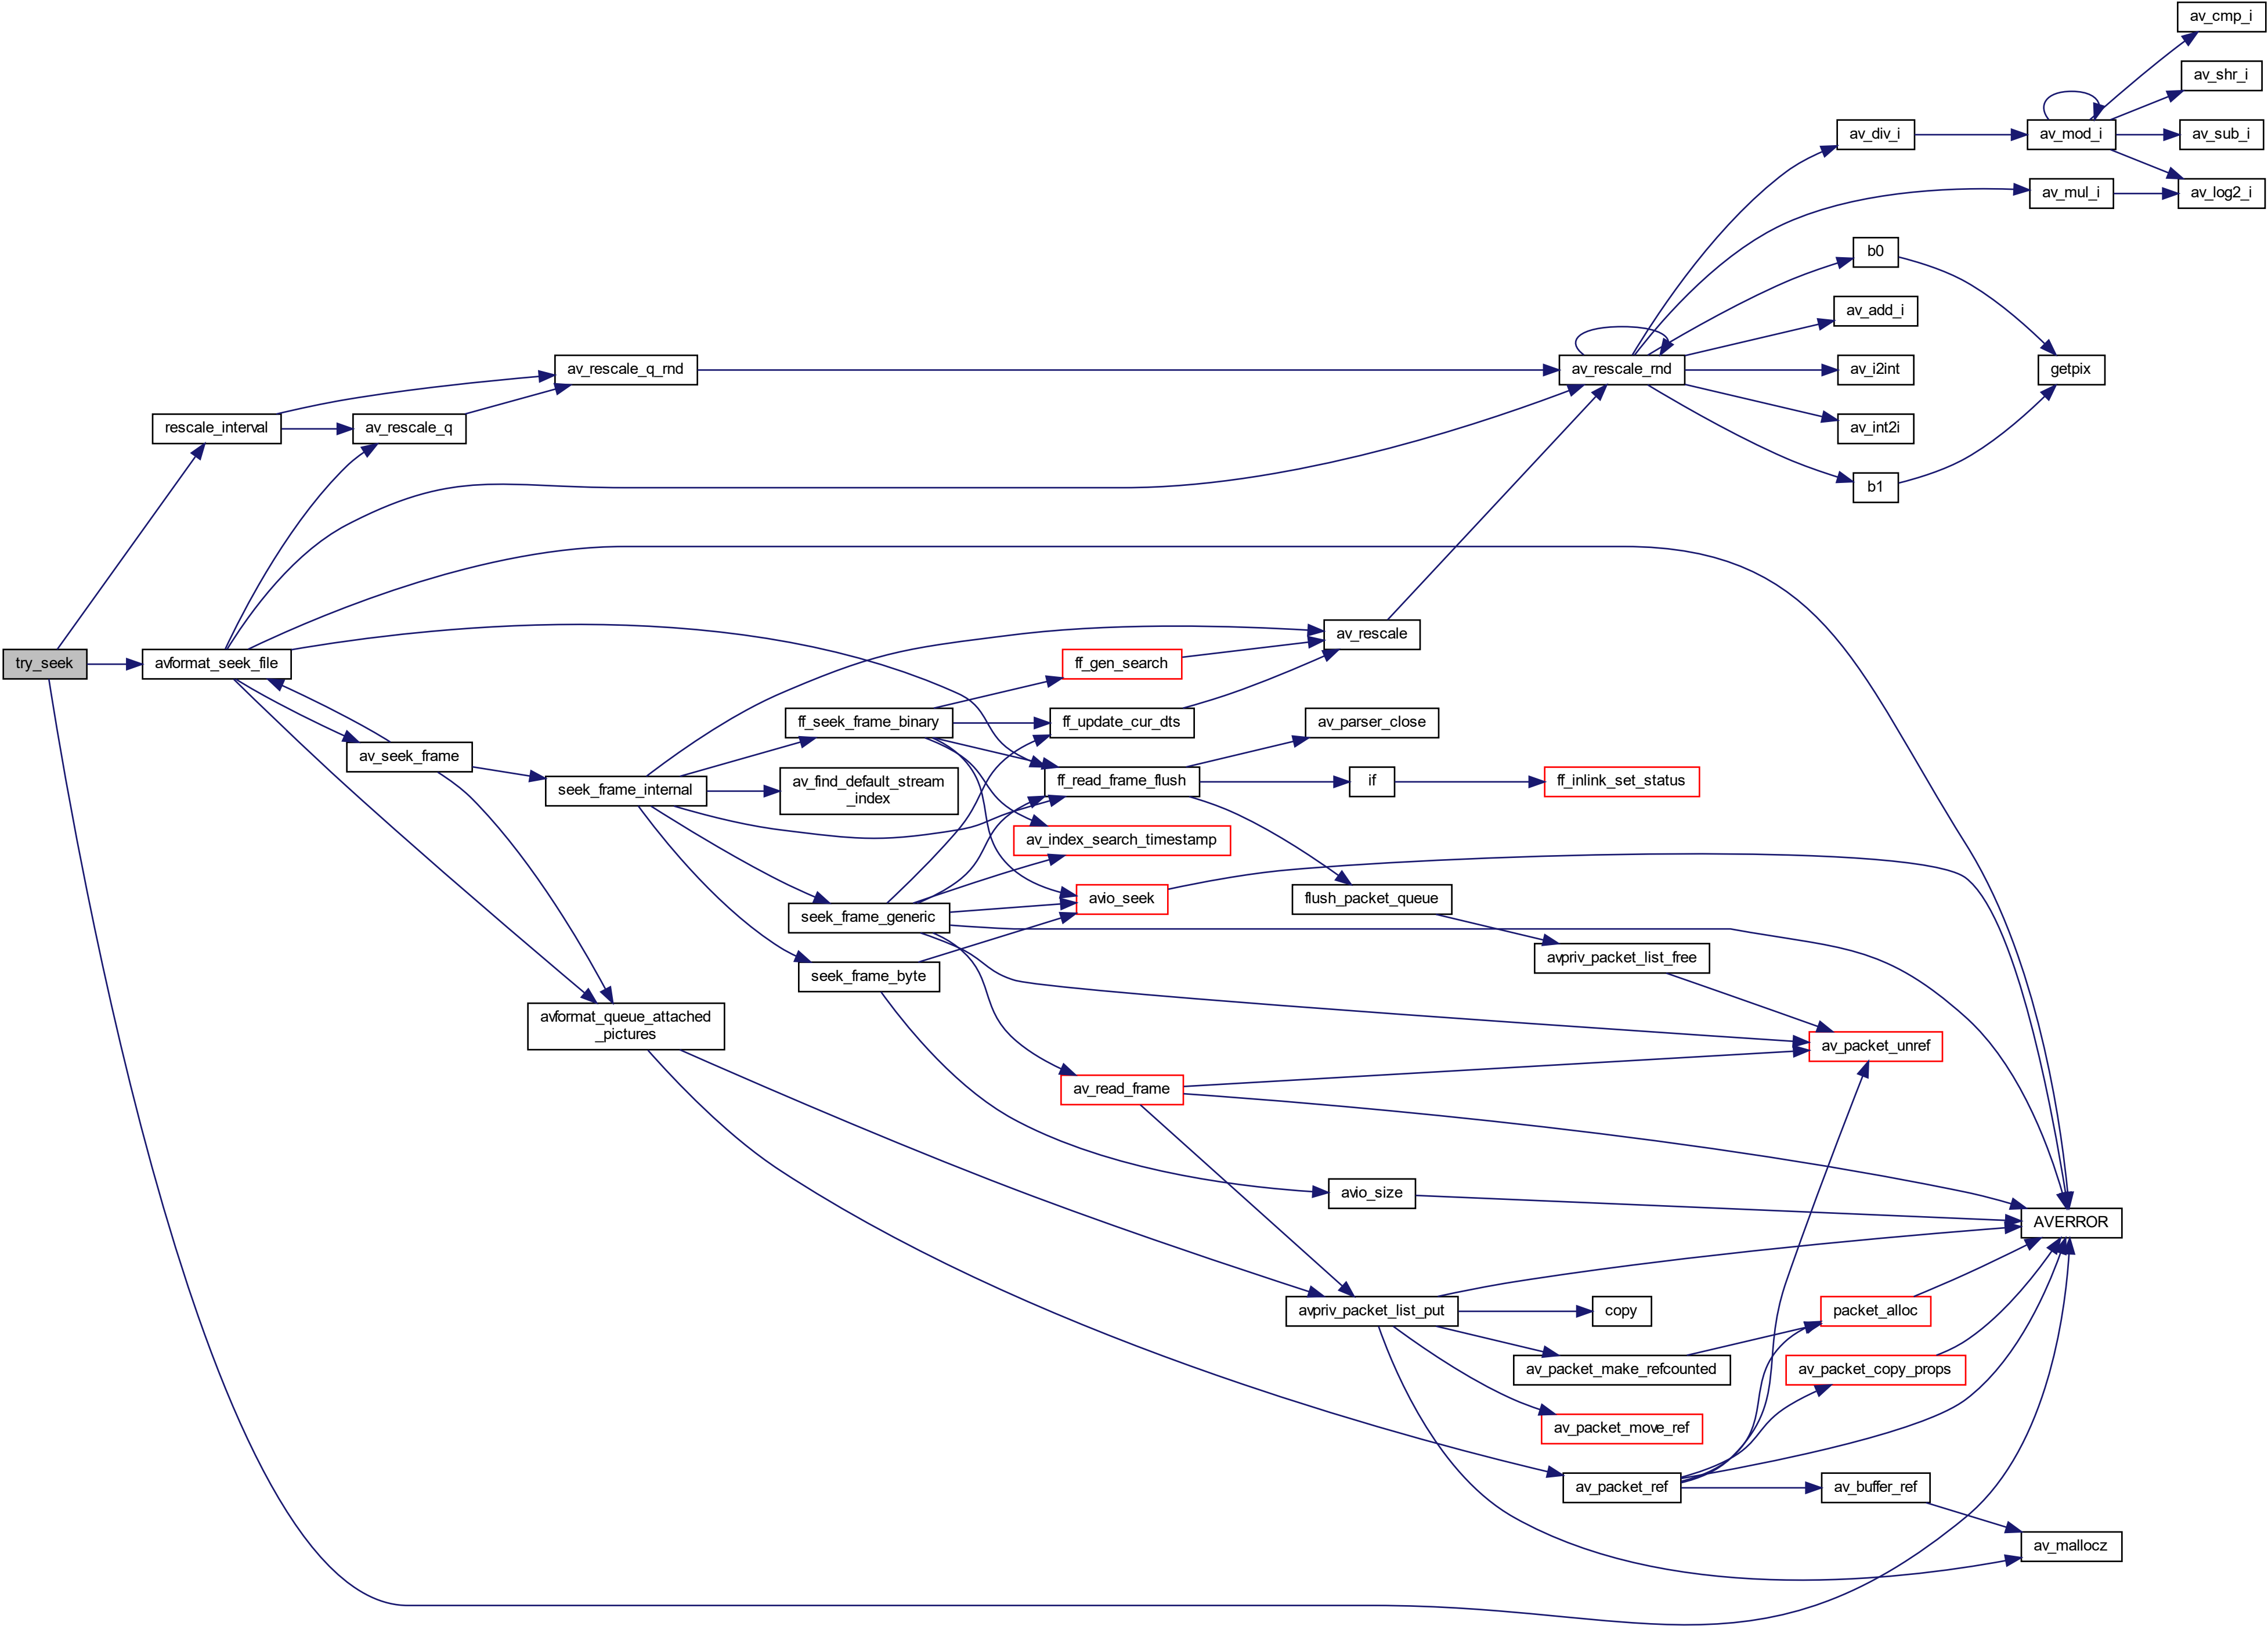 av_cmp_i
av_shr_i
av_div_i
av_mod_i
av_sub_i
av_mul_i
av_log2_i
b0
av_add_i
av_rescale_q_rnd
av_rescale_rnd
av_i2int
getpix
rescale_interval
av_rescale_q
av_int2i
b1
av_rescale
try_seek
avformat_seek_file
ff_gen_search
ff_seek_frame_binary
ff_update_cur_dts
av_parser_close
av_seek_frame
seek_frame_internal
av_find_default_stream
_index
ff_read_frame_flush
if
ff_inlink_set_status
av_index_search_timestamp
avio_seek
flush_packet_queue
seek_frame_generic
avpriv_packet_list_free
seek_frame_byte
avformat_queue_attached
_pictures
av_packet_unref
av_read_frame
avio_size
AVERROR
avpriv_packet_list_put
copy
packet_alloc
av_packet_make_refcounted
av_packet_copy_props
av_packet_move_ref
av_packet_ref
av_buffer_ref
av_mallocz